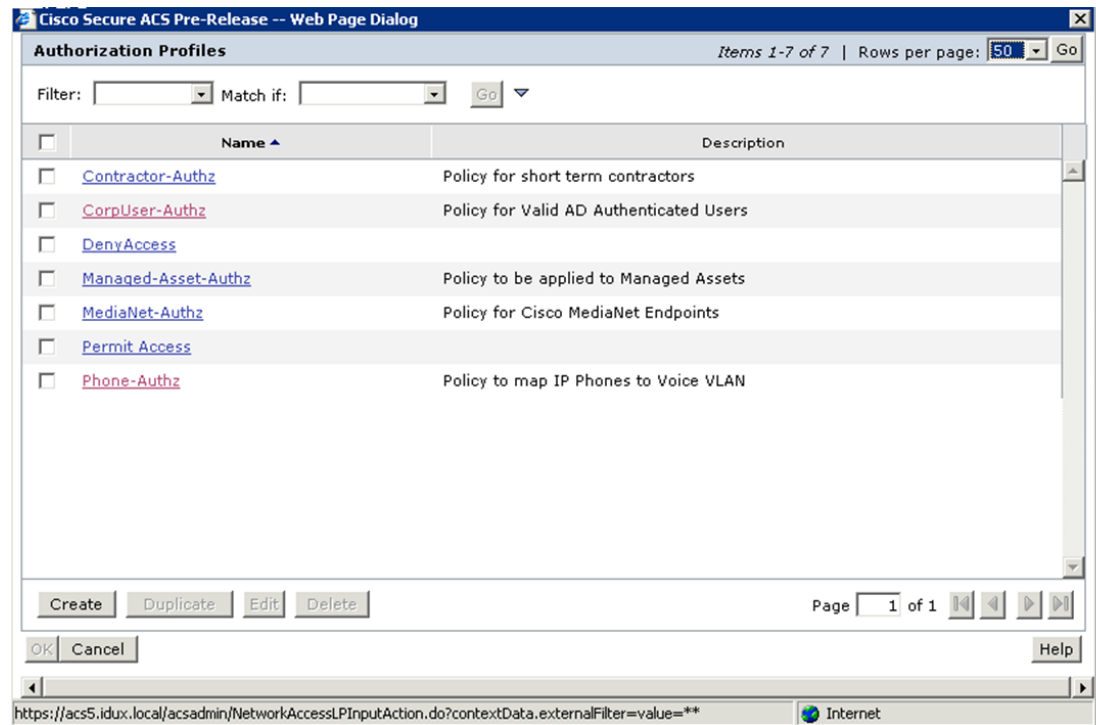 Cisco Secure ACS Pre-Release -- Web Page Dialog
Authorization Profiles Items 1-7 of 7 | Rows per page: 50 Go
Filter: Match if: Go
Name Description
Contractor-Authz Policy for short term contractors
CorpUser-Authz Policy for Valid AD Authenticated Users
DenyAccess
Managed-Asset-Authz Policy to be applied to Managed Assets
MediaNet-Authz Policy for Cisco MediaNet Endpoints
Permit Access
Phone-Authz Policy to map IP Phones to Voice VLAN
Create Duplicate Edit Delete Page 1 of 1
OK Cancel Help
https://acs5.idux.local/acsadmin/NetworkAccessLPInputAction.do?contextData.externalFilter=value=** Internet